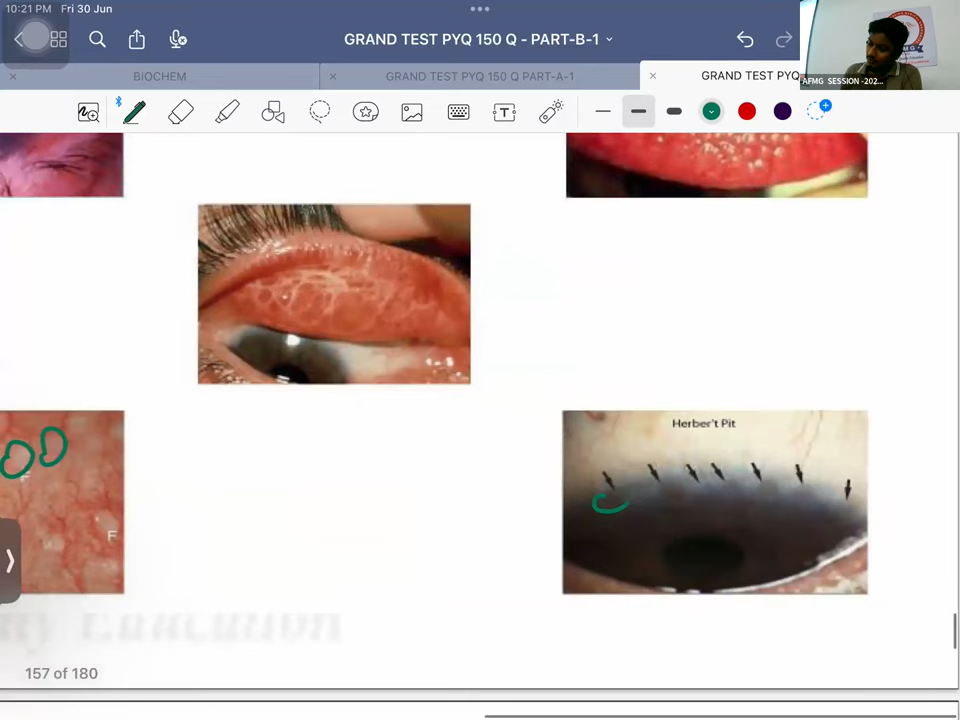 10:21 PM Fri 30 Jun
GRAND TEST PYQ 150 Q - PART-B-1
BIOCHEM
GRAND TEST PYQ 150 Q PART-A-1
GRAND TEST PYQ
AFMG SESSION -202...
T
Herber't Pit
F
F
157 of 180